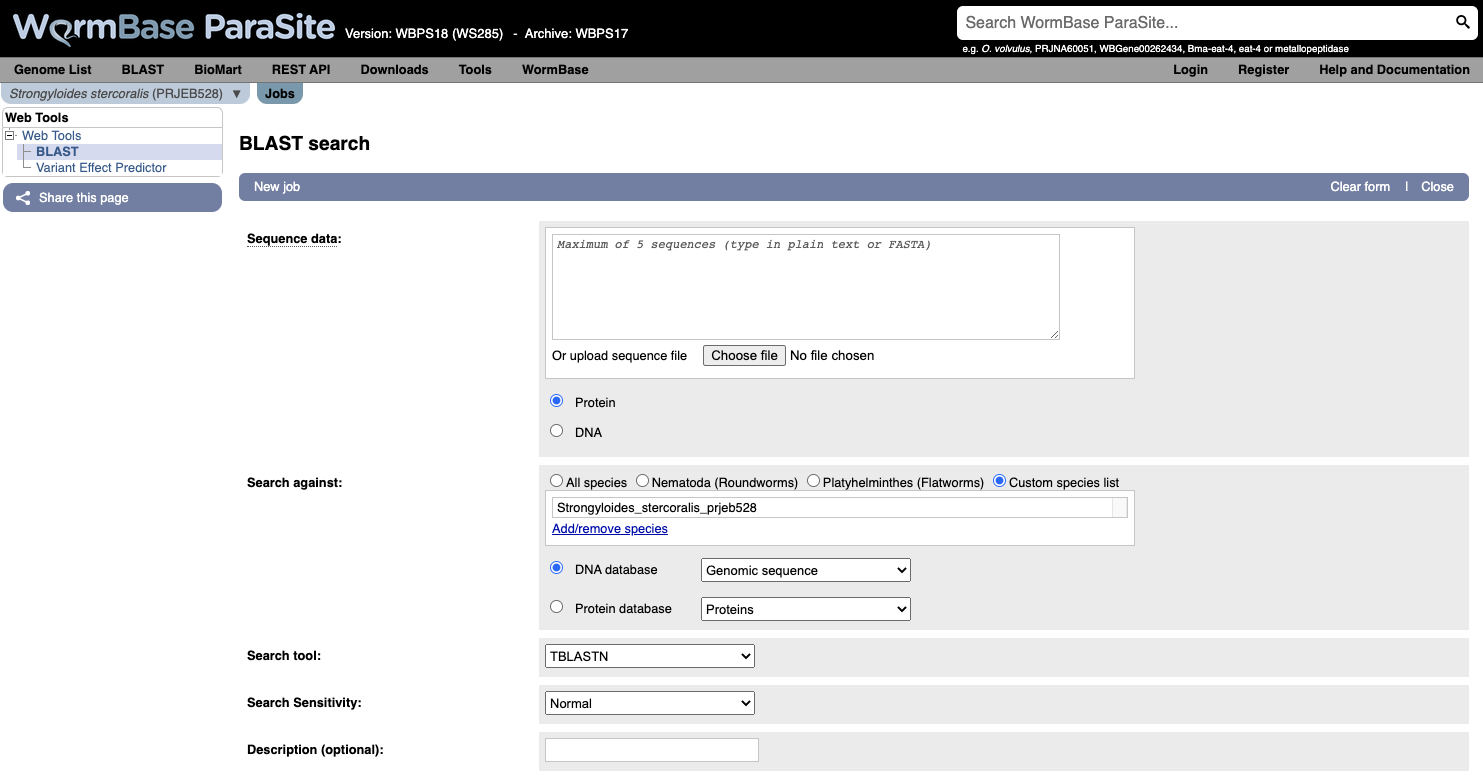 WormBase ParaSite Version: WBPS18 (WS285) - Archive: WBPS17
Search WormBase ParaSite...
e.g. O. volvulus, PRJNA60051, WBGene00262434, Bma-eat-4, eat-4 or metallopeptidase
Genome List BLAST BioMart REST API Downloads Tools WormBase Login Register Help and Documentation
Strongyloides stercoralis (PRJEB528) ▼ Jobs
Web Tools
Web Tools
BLAST
Variant Effect Predictor
Share this page
BLAST search
New job Clear form | Close
Sequence data:
Maximum of 5 sequences (type in plain text or FASTA)
Or upload sequence file Choose file No file chosen
Protein
DNA
Search against:
All species Nematoda (Roundworms) Platyhelminthes (Flatworms) Custom species list
Strongyloides_stercoralis_prjeb528
Add/remove species
DNA database Genomic sequence
Protein database Proteins
Search tool: TBLASTN
Search Sensitivity: Normal
Description (optional):